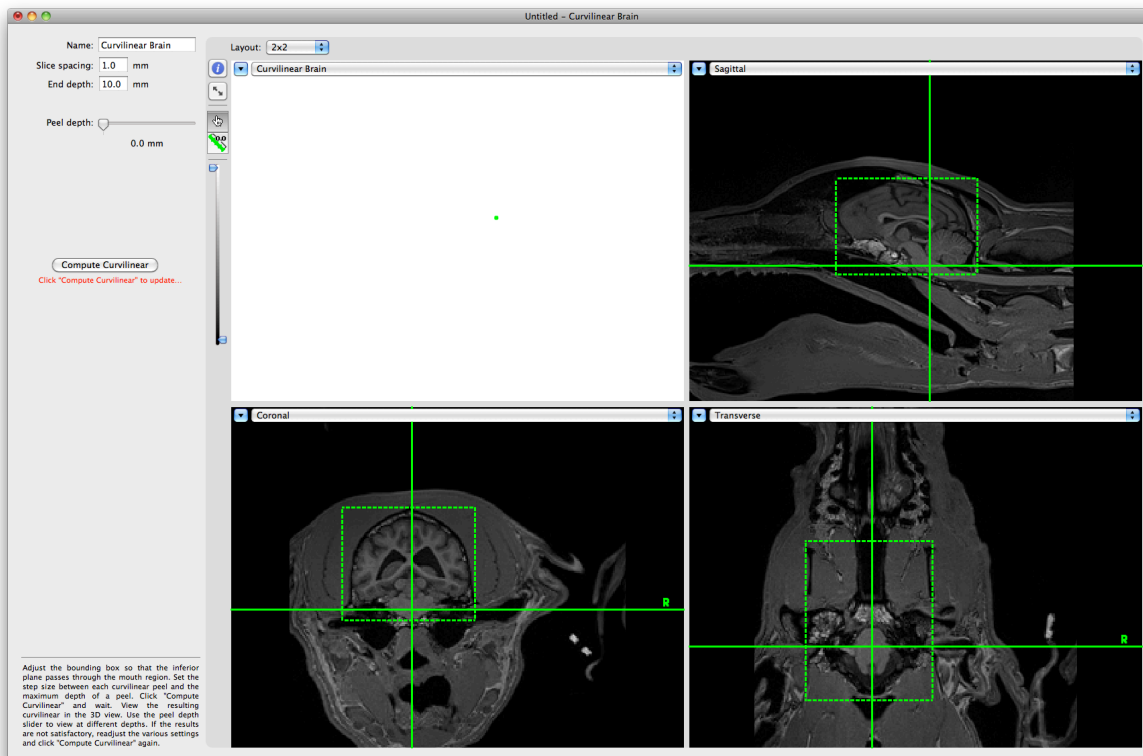 Untitled – Curvilinear Brain
Name: Curvilinear Brain
Slice spacing: 1.0 mm
End depth: 10.0 mm
Peel depth:
0.0 mm
Compute Curvilinear
Click "Compute Curvilinear" to update...
Adjust the bounding box so that the inferior
plane passes through the mouth region. Set the
step size between each curvilinear peel and the
maximum depth of a peel. Click "Compute
Curvilinear" and wait. View the resulting
curvilinear in the 3D view. Use the peel depth
slider to view at different depths. If the results
are not satisfactory, readjust the various settings
and click "Compute Curvilinear" again.
Layout: 2x2
Curvilinear Brain
Sagittal
Coronal
R
Transverse
R